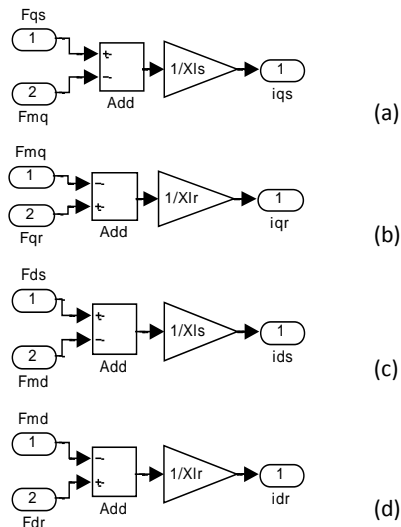 Fqs
1
+
−
2
Fmq
Add
1/Xls
1
iqs
(a)
Fmq
1
−
+
2
Fqr
Add
1/Xlr
1
iqr
(b)
Fds
1
+
−
2
Fmd
Add
1/Xls
1
ids
(c)
Fmd
1
−
+
2
Fdr
Add
1/Xlr
1
idr
(d)